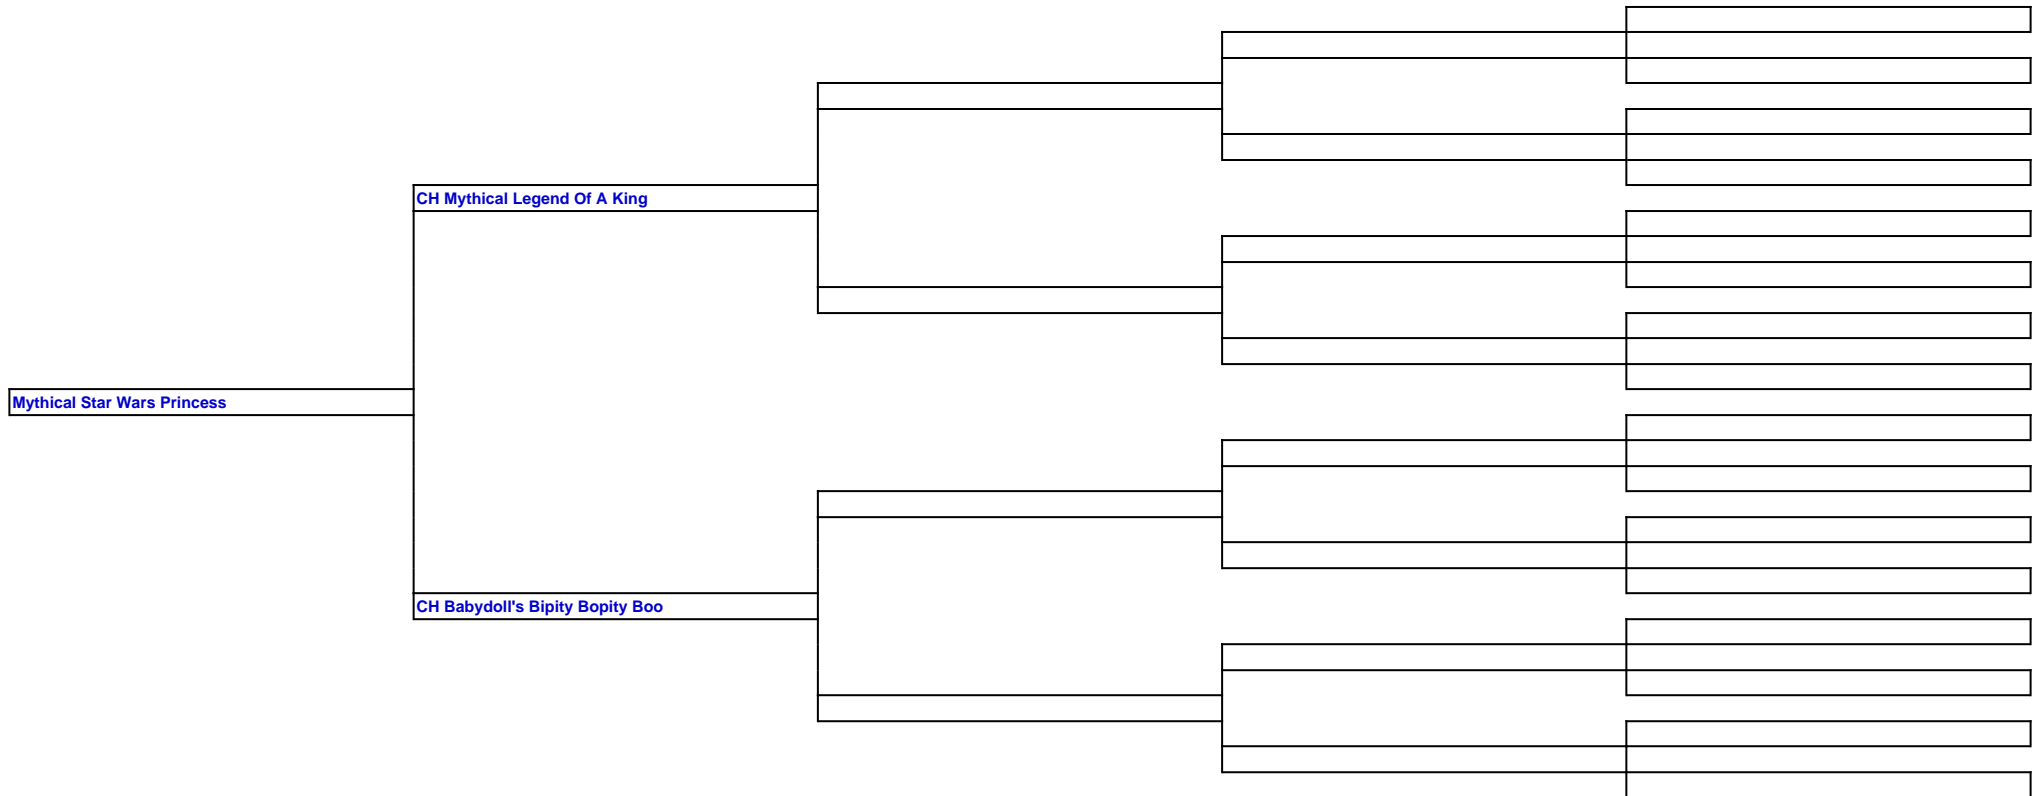 CH Mythical Legend Of A King
Mythical Star Wars Princess
CH Babydoll's Bipity Bopity Boo